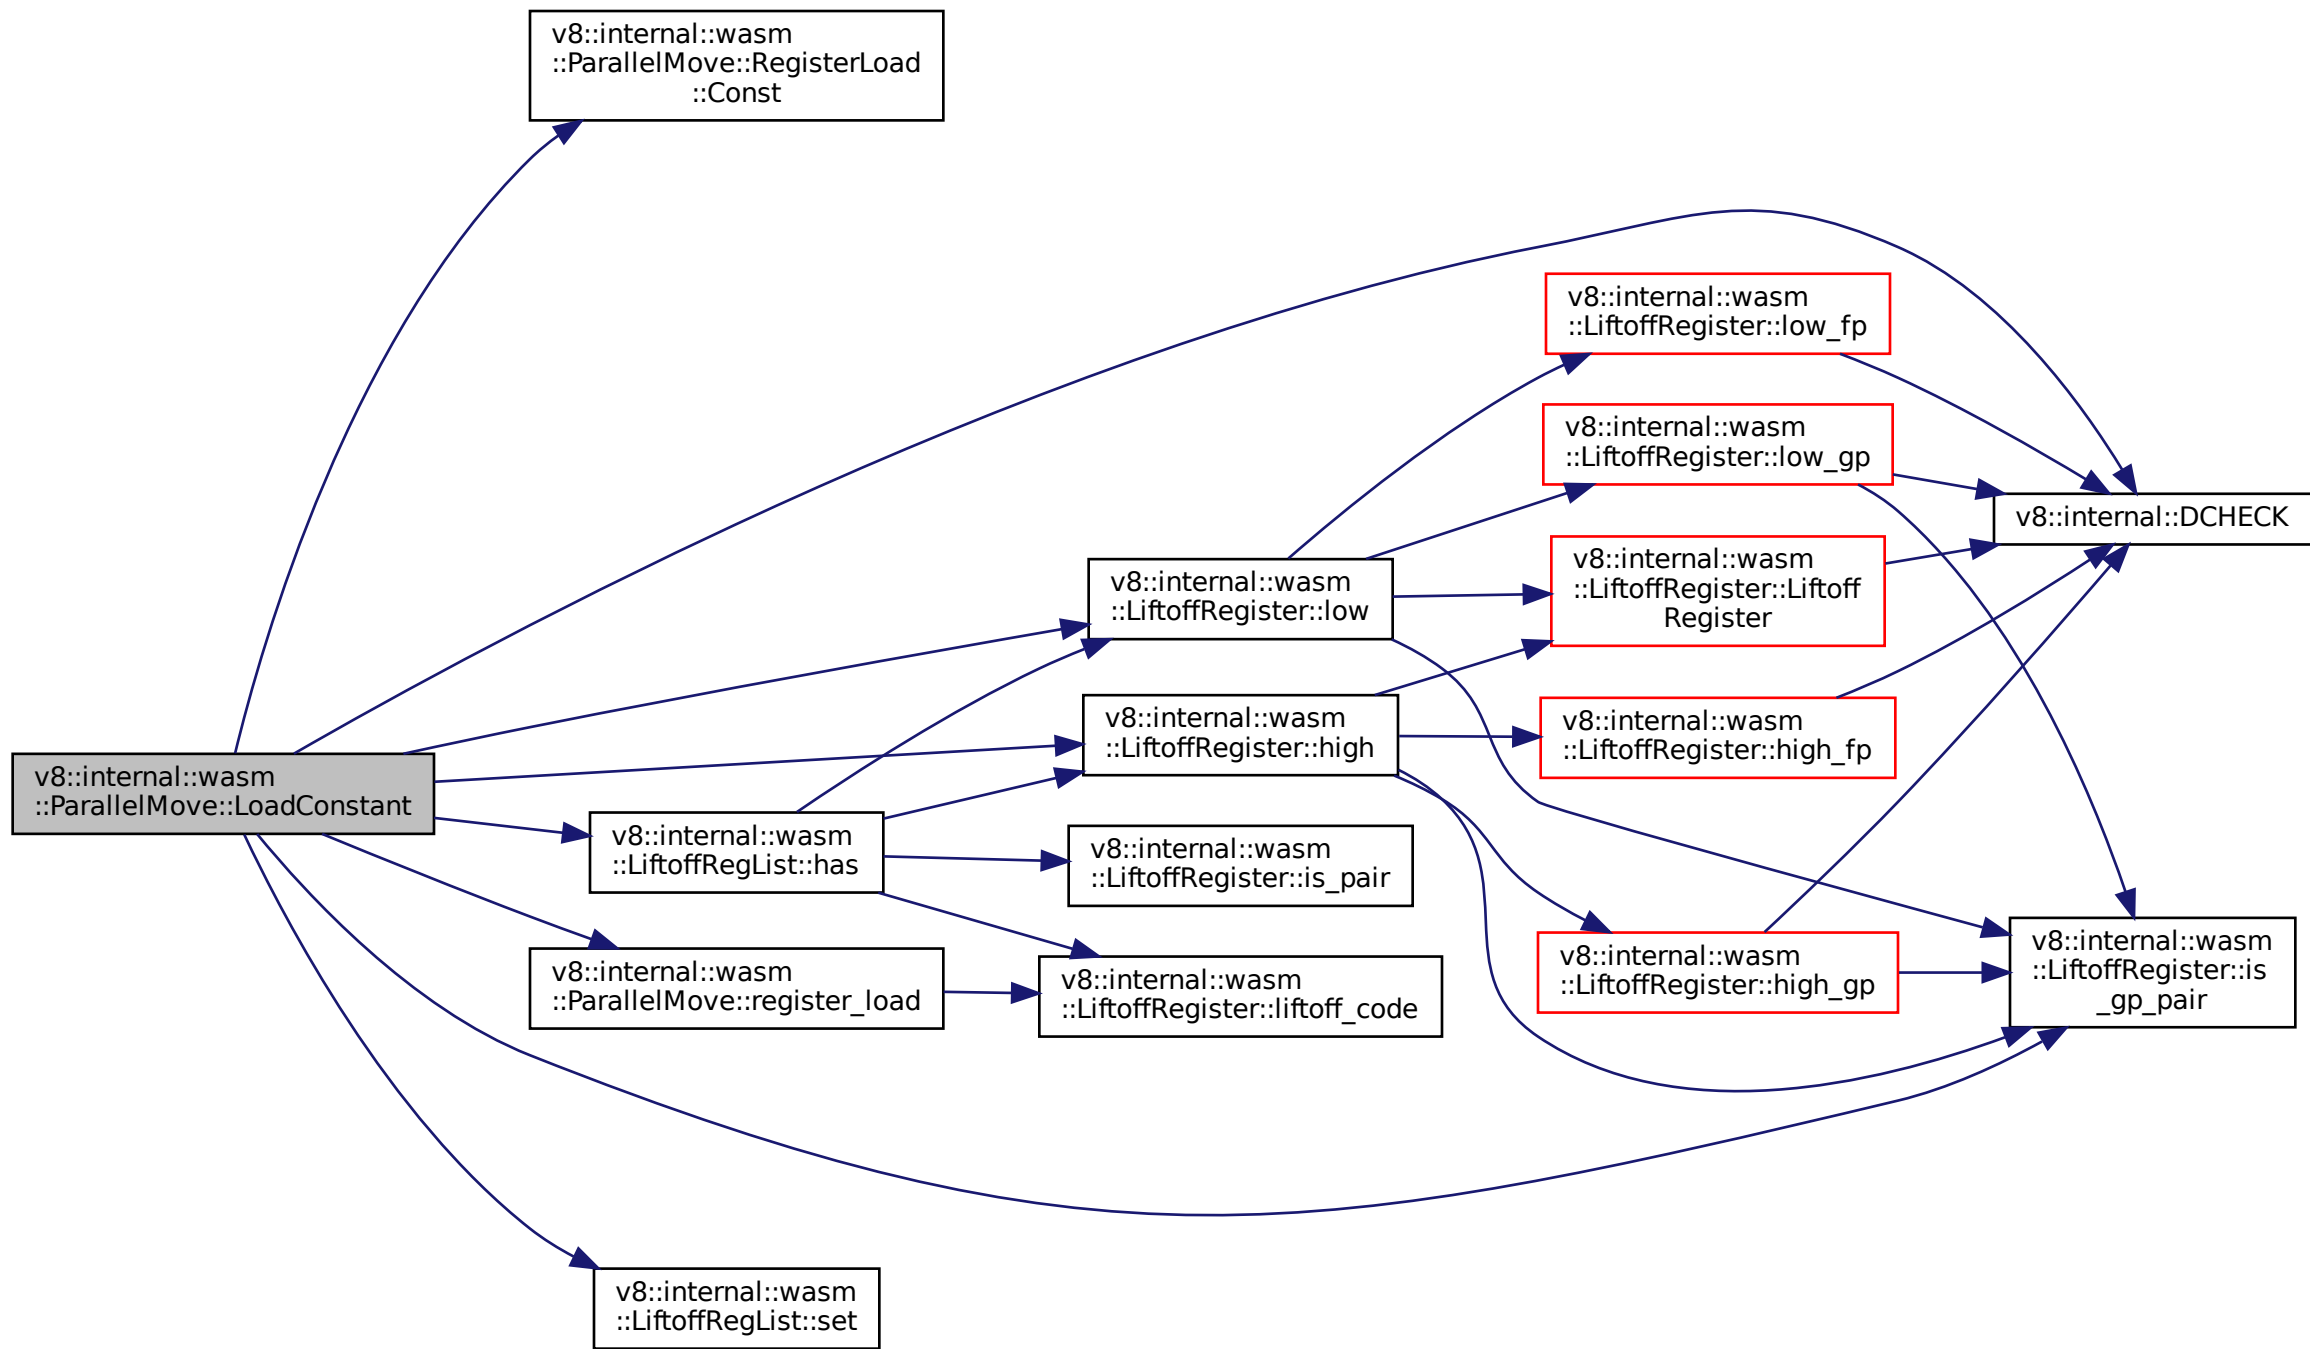 v8::internal::wasm
::ParallelMove::RegisterLoad
::Const
v8::internal::wasm
::LiftoffRegister::low_fp
v8::internal::wasm
::LiftoffRegister::low_gp
v8::internal::DCHECK
v8::internal::wasm
::LiftoffRegister::Liftoff
Register
v8::internal::wasm
::LiftoffRegister::low
v8::internal::wasm
::LiftoffRegister::high
v8::internal::wasm
::LiftoffRegister::high_fp
v8::internal::wasm
::ParallelMove::LoadConstant
v8::internal::wasm
::LiftoffRegList::has
v8::internal::wasm
::LiftoffRegister::is_pair
v8::internal::wasm
::LiftoffRegister::high_gp
v8::internal::wasm
::LiftoffRegister::is
_gp_pair
v8::internal::wasm
::ParallelMove::register_load
v8::internal::wasm
::LiftoffRegister::liftoff_code
v8::internal::wasm
::LiftoffRegList::set